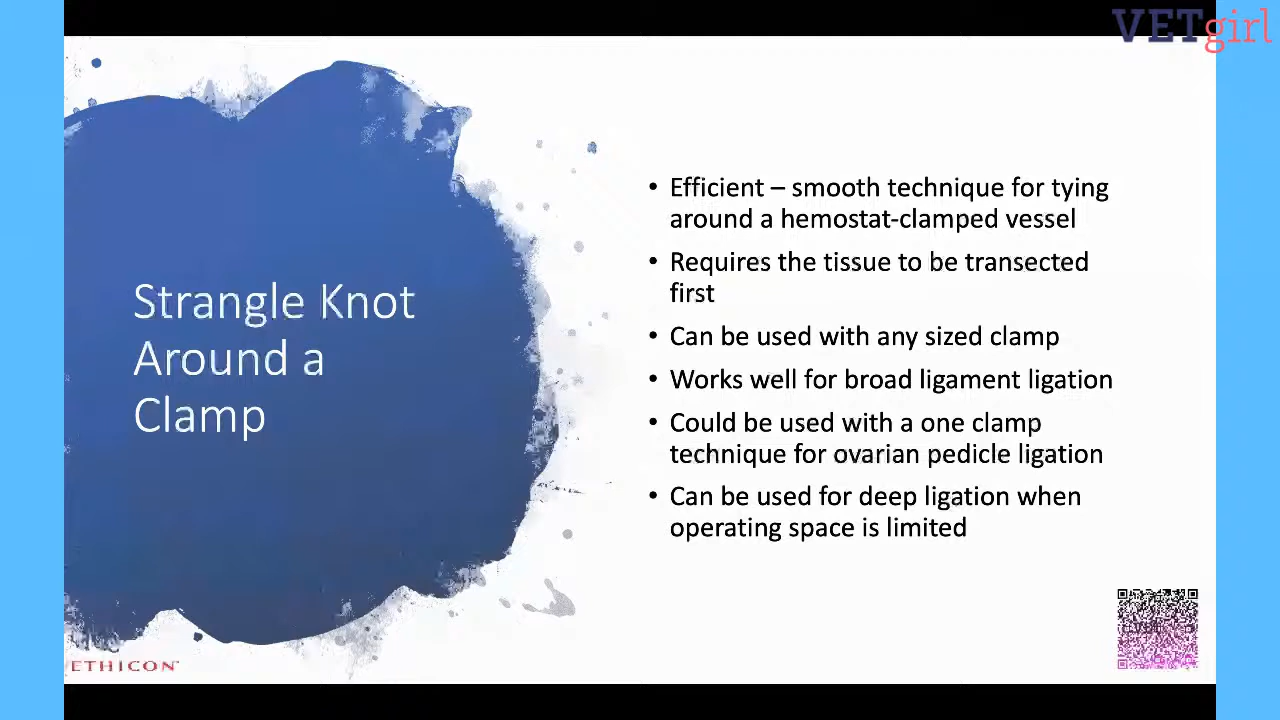 VETgirl
Strangle Knot
Around a
Clamp
• Efficient – smooth technique for tying
around a hemostat-clamped vessel
• Requires the tissue to be transected
first
• Can be used with any sized clamp
• Works well for broad ligament ligation
• Could be used with a one clamp
technique for ovarian pedicle ligation
• Can be used for deep ligation when
operating space is limited
ETHICON™